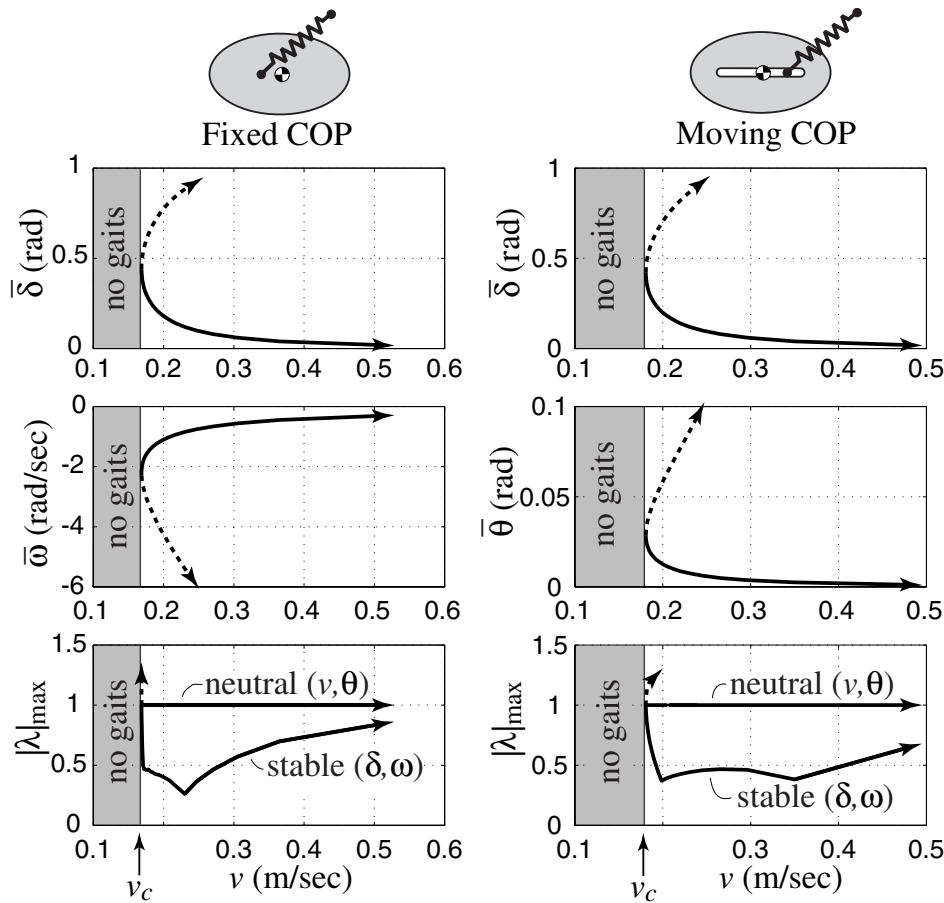 Fixed COP
Moving COP
1
0.5
0
δ̄ (rad)
no gaits
0.1 0.2 0.3 0.4 0.5 0.6
1
0.5
0
δ̄ (rad)
no gaits
0.1 0.2 0.3 0.4 0.5
0
-2
-4
-6
ω̄ (rad/sec)
no gaits
0.1 0.2 0.3 0.4 0.5 0.6
0.1
0.05
0
θ̄ (rad)
no gaits
0.1 0.2 0.3 0.4 0.5
1.5
1
0.5
0
|λ|max
no gaits
neutral (v,θ)
stable (δ,ω)
0.1 0.2 0.3 0.4 0.5 0.6
vc
v (m/sec)
1.5
1
0.5
0
|λ|max
no gaits
neutral (v,θ)
stable (δ,ω)
0.1 0.2 0.3 0.4 0.5
vc
v (m/sec)